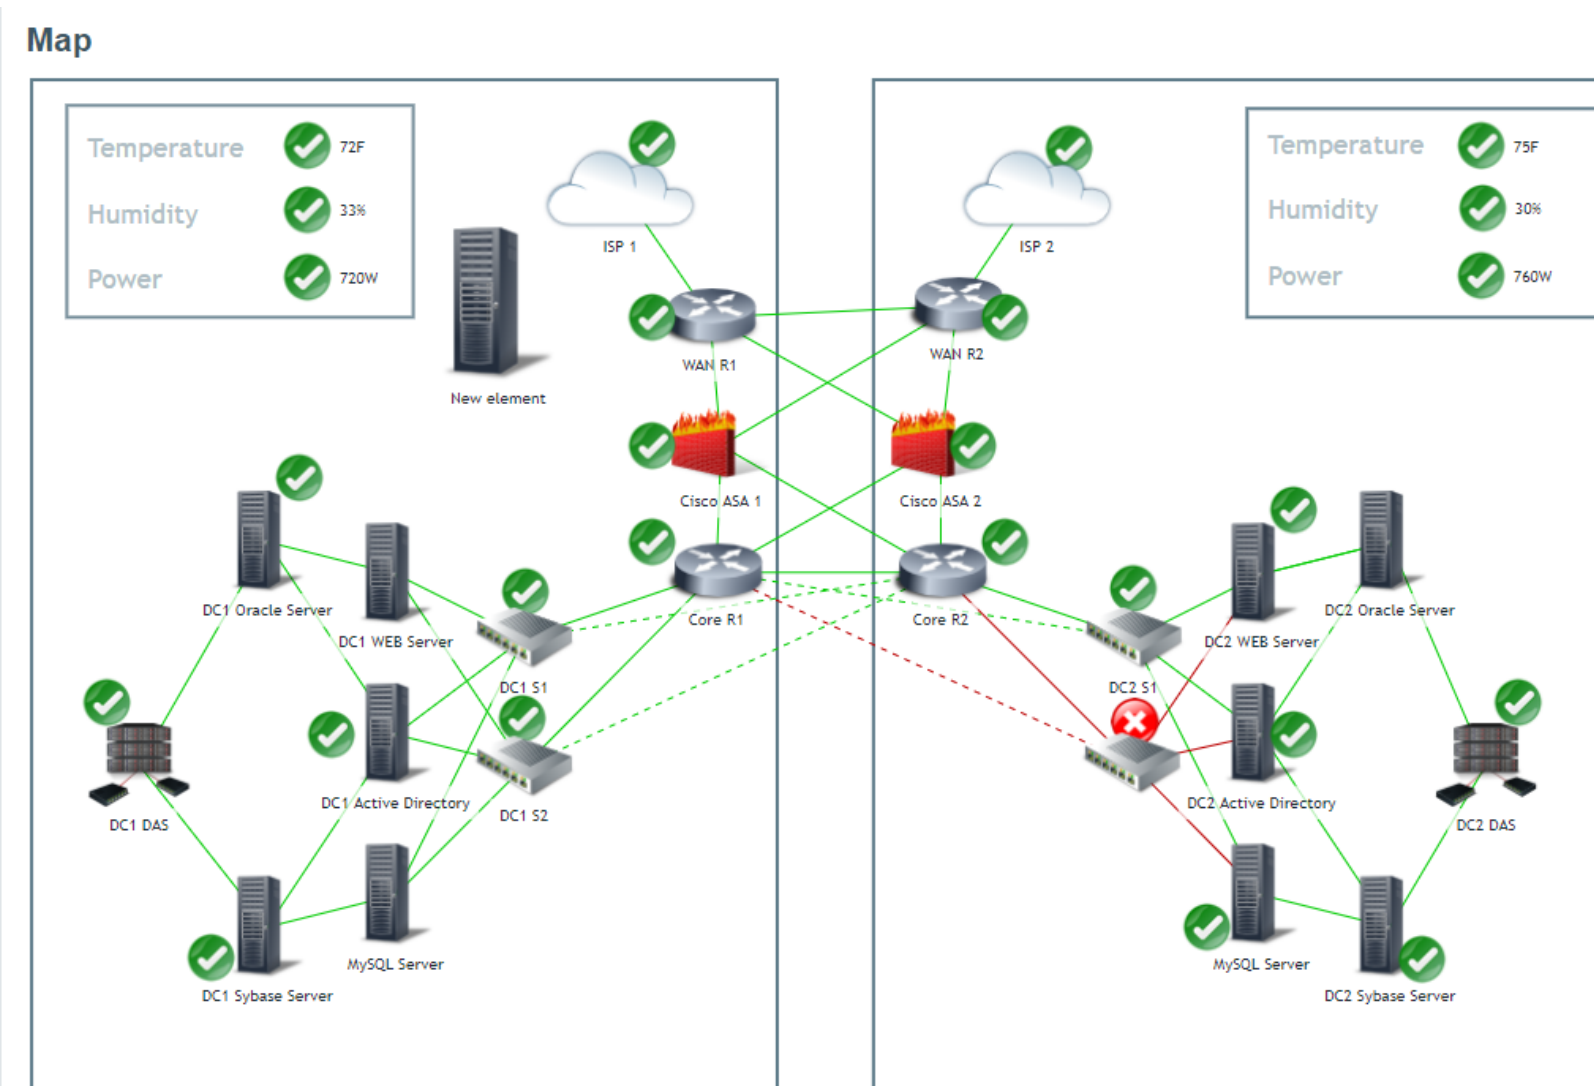 Map
Temperature
72F
Humidity
33%
Power
720W
Temperature
75F
Humidity
30%
Power
760W
ISP 1
ISP 2
WAN R1
WAN R2
New element
Cisco ASA 1
Cisco ASA 2
Core R1
Core R2
DC1 Oracle Server
DC1 WEB Server
DC1 S1
DC1 Active Directory
DC1 S2
DC1 DAS
MySQL Server
DC1 Sybase Server
DC2 Oracle Server
DC2 WEB Server
DC2 S1
DC2 Active Directory
DC2 DAS
MySQL Server
DC2 Sybase Server